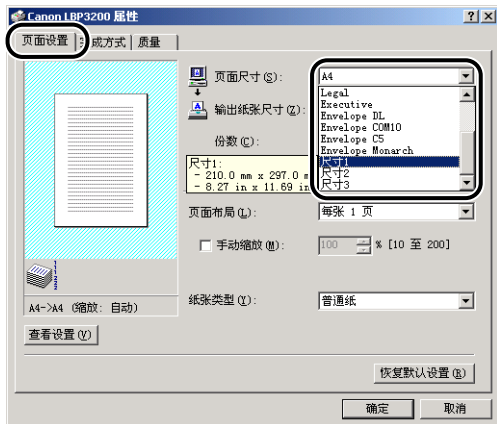 Canon LBP3200 属性
页面设置 完成方式 质量
页面尺寸(S):
A4
Legal
Executive
Envelope DL
Envelope COM10
Envelope C5
Envelope Monarch
尺寸1
尺寸2
尺寸3
输出纸张尺寸(Z):
份数(C):
尺寸1:
- 210.0 mm x 297.0 m
- 8.27 in x 11.69 in
页面布局(L):
每张 1 页
手动缩放(M):
100 % [10 至 200]
A4->A4 (缩放: 自动)
纸张类型(Y):
普通纸
查看设置(V)
恢复默认设置(R)
确定 取消